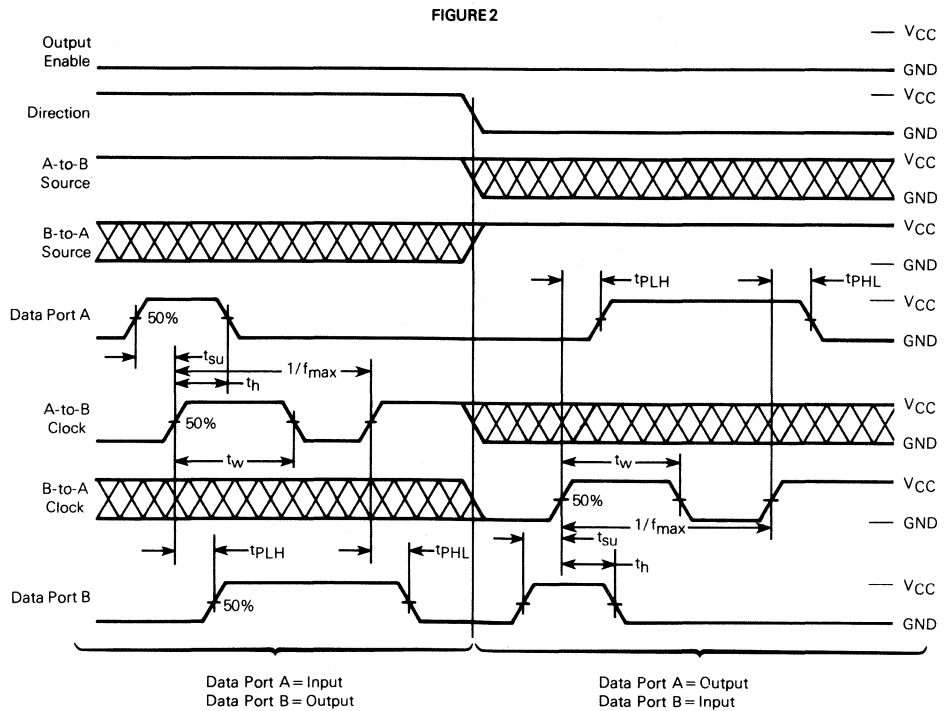 FIGURE 2
Output Enable
VCC
GND
Direction
VCC
GND
A-to-B Source
VCC
GND
B-to-A Source
VCC
GND
tPLH
tPHL
Data Port A
50%
VCC
GND
tsu
1/fmax
th
A-to-B Clock
50%
VCC
GND
tw
tw
B-to-A Clock
50%
VCC
GND
1/fmax
tsu
tPLH
tPHL
th
Data Port B
50%
VCC
GND
Data Port A = Input
Data Port B = Output
Data Port A = Output
Data Port B = Input